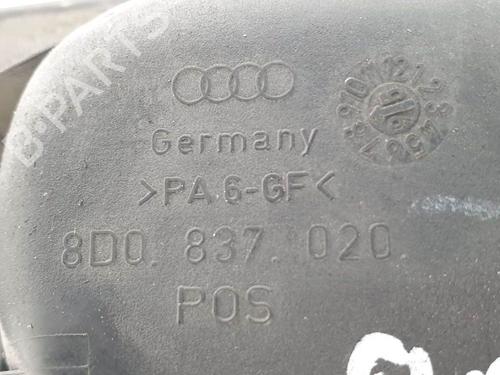 B-PARTS
Germany
>PA 6-GF<
8D0. 837. 020.
POS